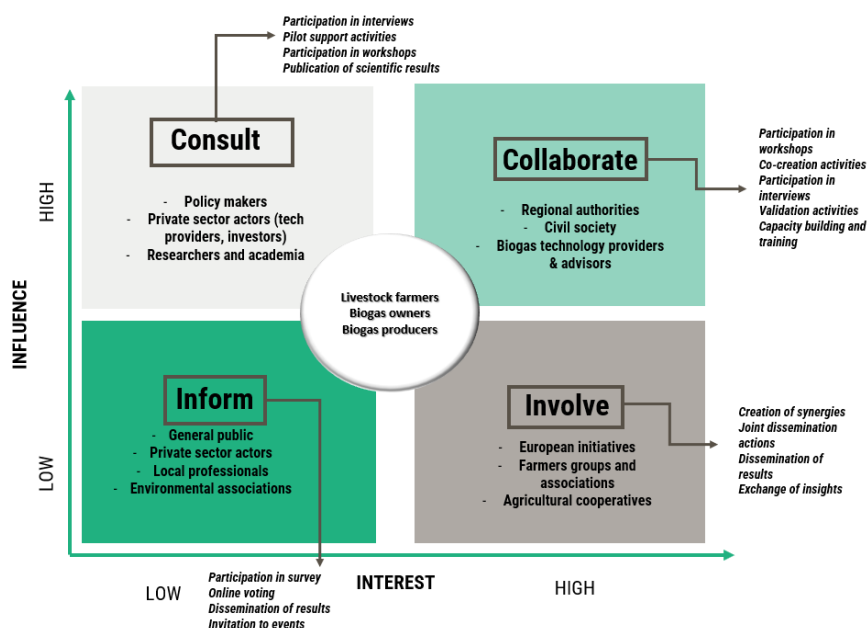 Participation in interviews
Pilot support activities
Participation in workshops
Publication of scientific results
Consult
- Policy makers
- Private sector actors (tech
providers, investors)
- Researchers and academia
Collaborate
- Regional authorities
- Civil society
- Biogas technology providers
& advisors
Participation in
workshops
Co-creation activities
Participation in
interviews
Validation activities
Capacity building and
training
HIGH
INFLUENCE
LOW
Livestock farmers
Biogas owners
Biogas producers
Inform
- General public
- Private sector actors
- Local professionals
- Environmental associations
Involve
- European initiatives
- Farmers groups and
associations
- Agricultural cooperatives
Creation of synergies
Joint dissemination
actions
Dissemination of
results
Exchange of insights
LOW
INTEREST
HIGH
Participation in survey
Online voting
Dissemination of results
Invitation to events